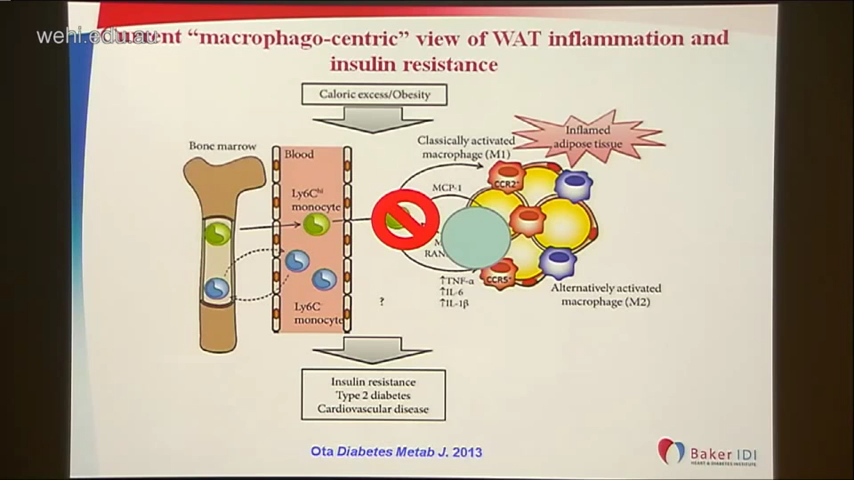 wehi.edu.au
Current “macrophago-centric” view of WAT inflammation and
insulin resistance
Caloric excess/Obesity
Bone marrow
Blood
Ly6Chi
monocyte
Ly6C-
monocyte
Classically activated
macrophage (M1)
Inflamed
adipose tissue
MCP-1
CCR2+
RAN
CCR5+
↑TNF-α
↑IL-6
↑IL-1β
?
Alternatively activated
macrophage (M2)
Insulin resistance
Type 2 diabetes
Cardiovascular disease
Ota Diabetes Metab J. 2013
Baker IDI
HEART & DIABETES INSTITUTE